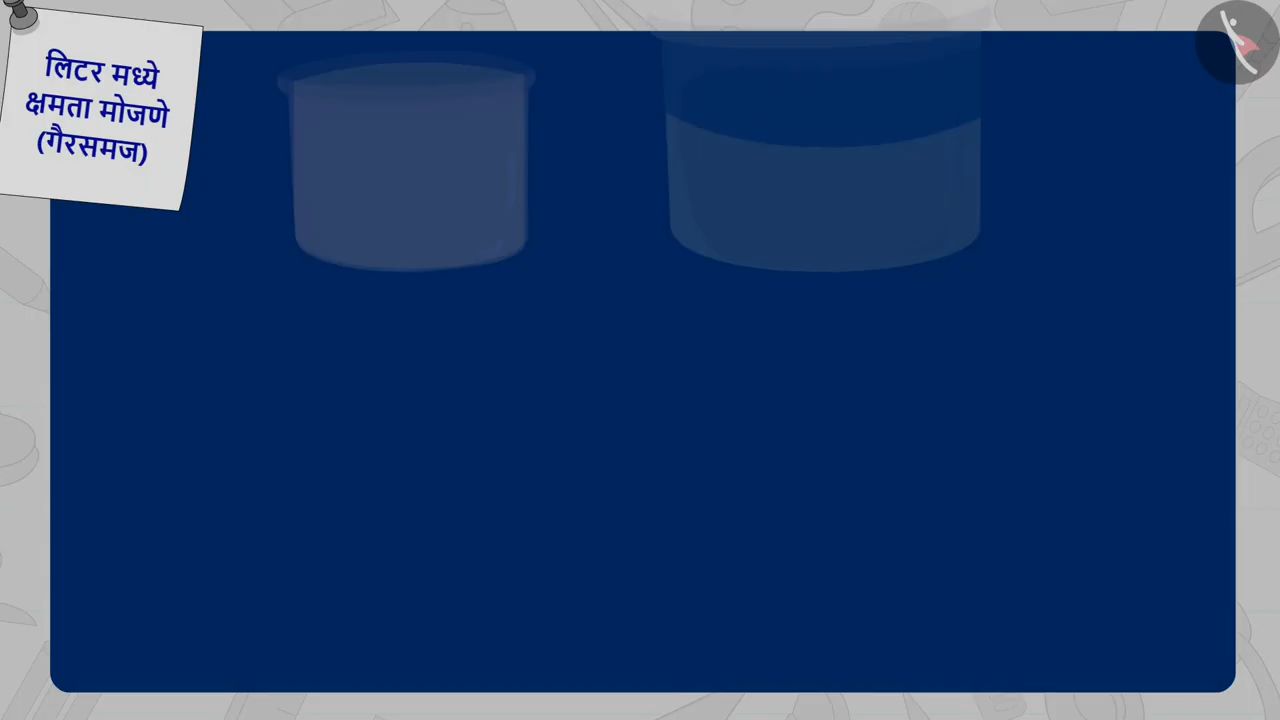 लिटर मध्ये
क्षमता मोजणे
(गैरसमज)